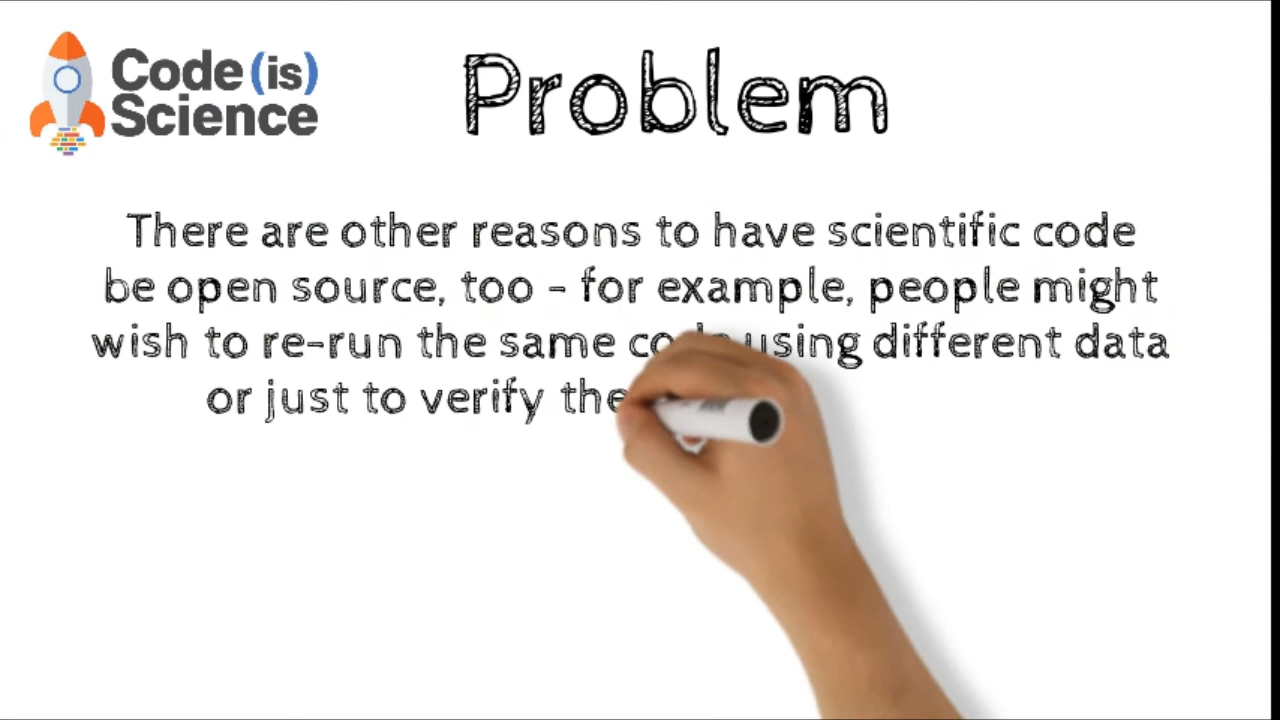 Code (is)
Science
Problem
There are other reasons to have scientific code
be open source, too - for example, people might
wish to re-run the same code using different data
or just to verify the